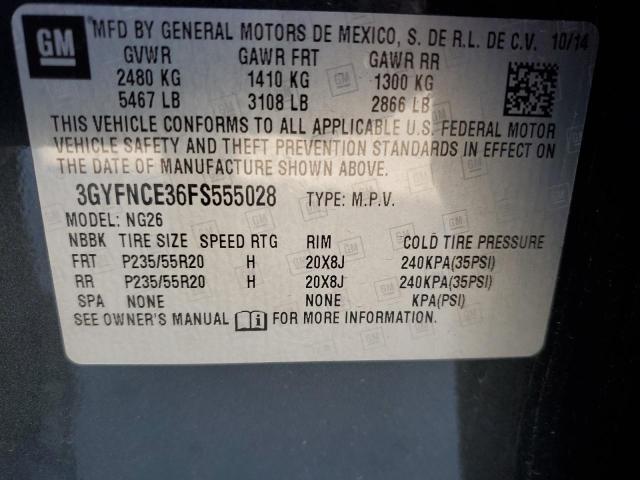 GM
MFD BY GENERAL MOTORS DE MEXICO, S. DE R.L. DE C.V. 10/14
GVWR GAWR FRT GAWR RR
2480 KG 1410 KG 1300 KG
5467 LB 3108 LB 2866 LB
THIS VEHICLE CONFORMS TO ALL APPLICABLE U.S. FEDERAL MOTOR
VEHICLE SAFETY AND THEFT PREVENTION STANDARDS IN EFFECT ON
THE DATE OF MANUFACTURE SHOWN ABOVE.
3GYFNCE36FS555028 TYPE: M.P.V.
MODEL: NG26
NBBK TIRE SIZE SPEED RTG RIM COLD TIRE PRESSURE
FRT P235/55R20 H 20X8J 240KPA(35PSI)
RR P235/55R20 H 20X8J 240KPA(35PSI)
SPA NONE NONE KPA(PSI)
SEE OWNER'S MANUAL FOR MORE INFORMATION.